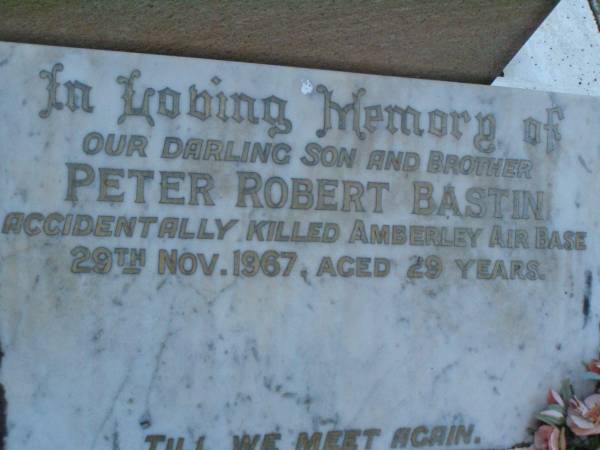 In Loving Memory of
OUR DARLING SON AND BROTHER
PETER ROBERT BASTIN
ACCIDENTALLY KILLED AMBERLEY AIR BASE
29TH NOV. 1967, AGED 29 YEARS.
TILL WE MEET AGAIN.